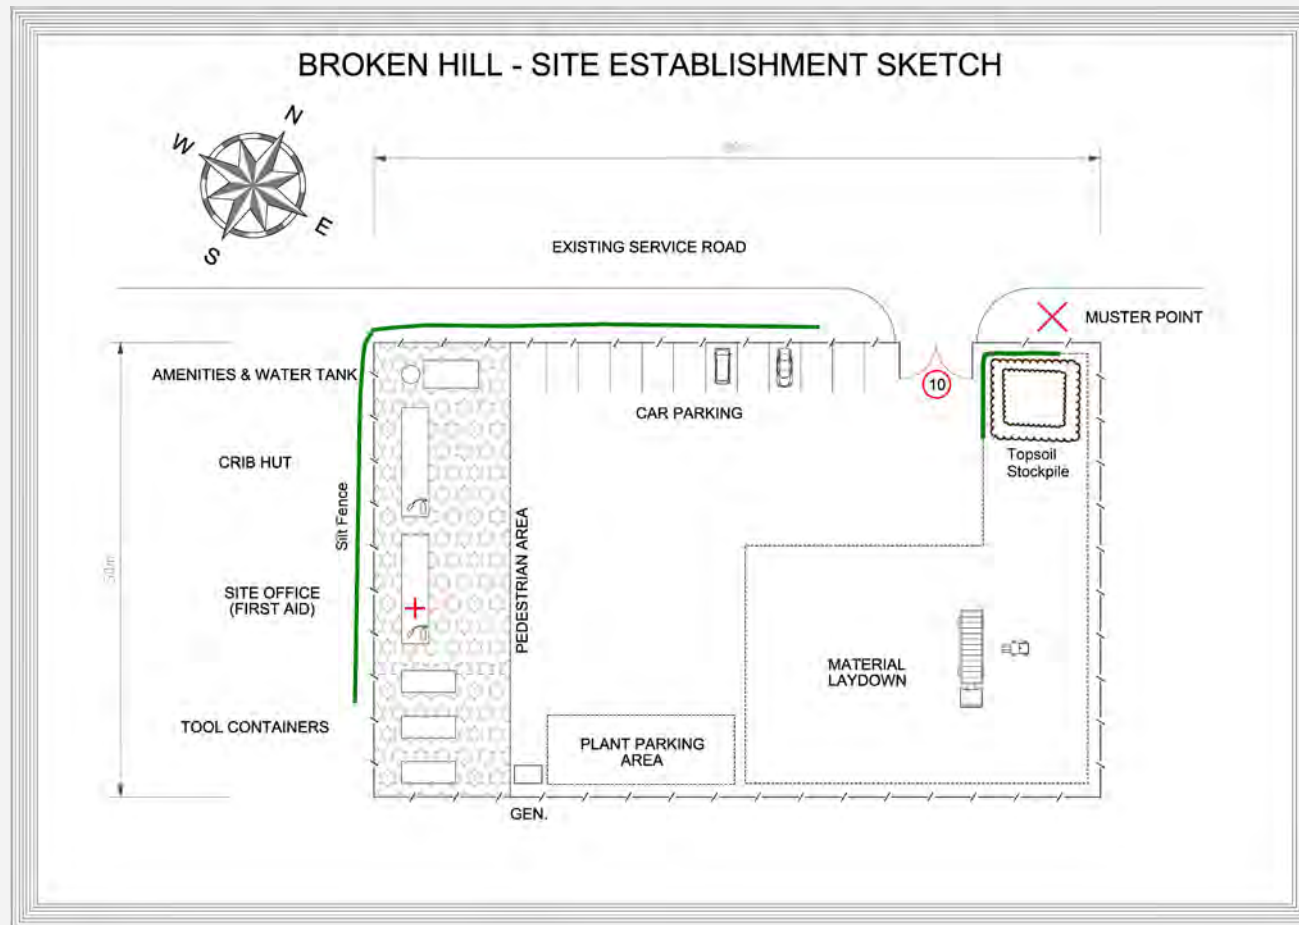 BROKEN HILL - SITE ESTABLISHMENT SKETCH
N
W
E
S
EXISTING SERVICE ROAD
MUSTER POINT
AMENITIES & WATER TANK
10
CAR PARKING
CRIB HUT
Topsoil
Stockpile
Silt Fence
PEDESTRIAN AREA
50m
SITE OFFICE
(FIRST AID)
MATERIAL
LAYDOWN
TOOL CONTAINERS
PLANT PARKING
AREA
GEN.